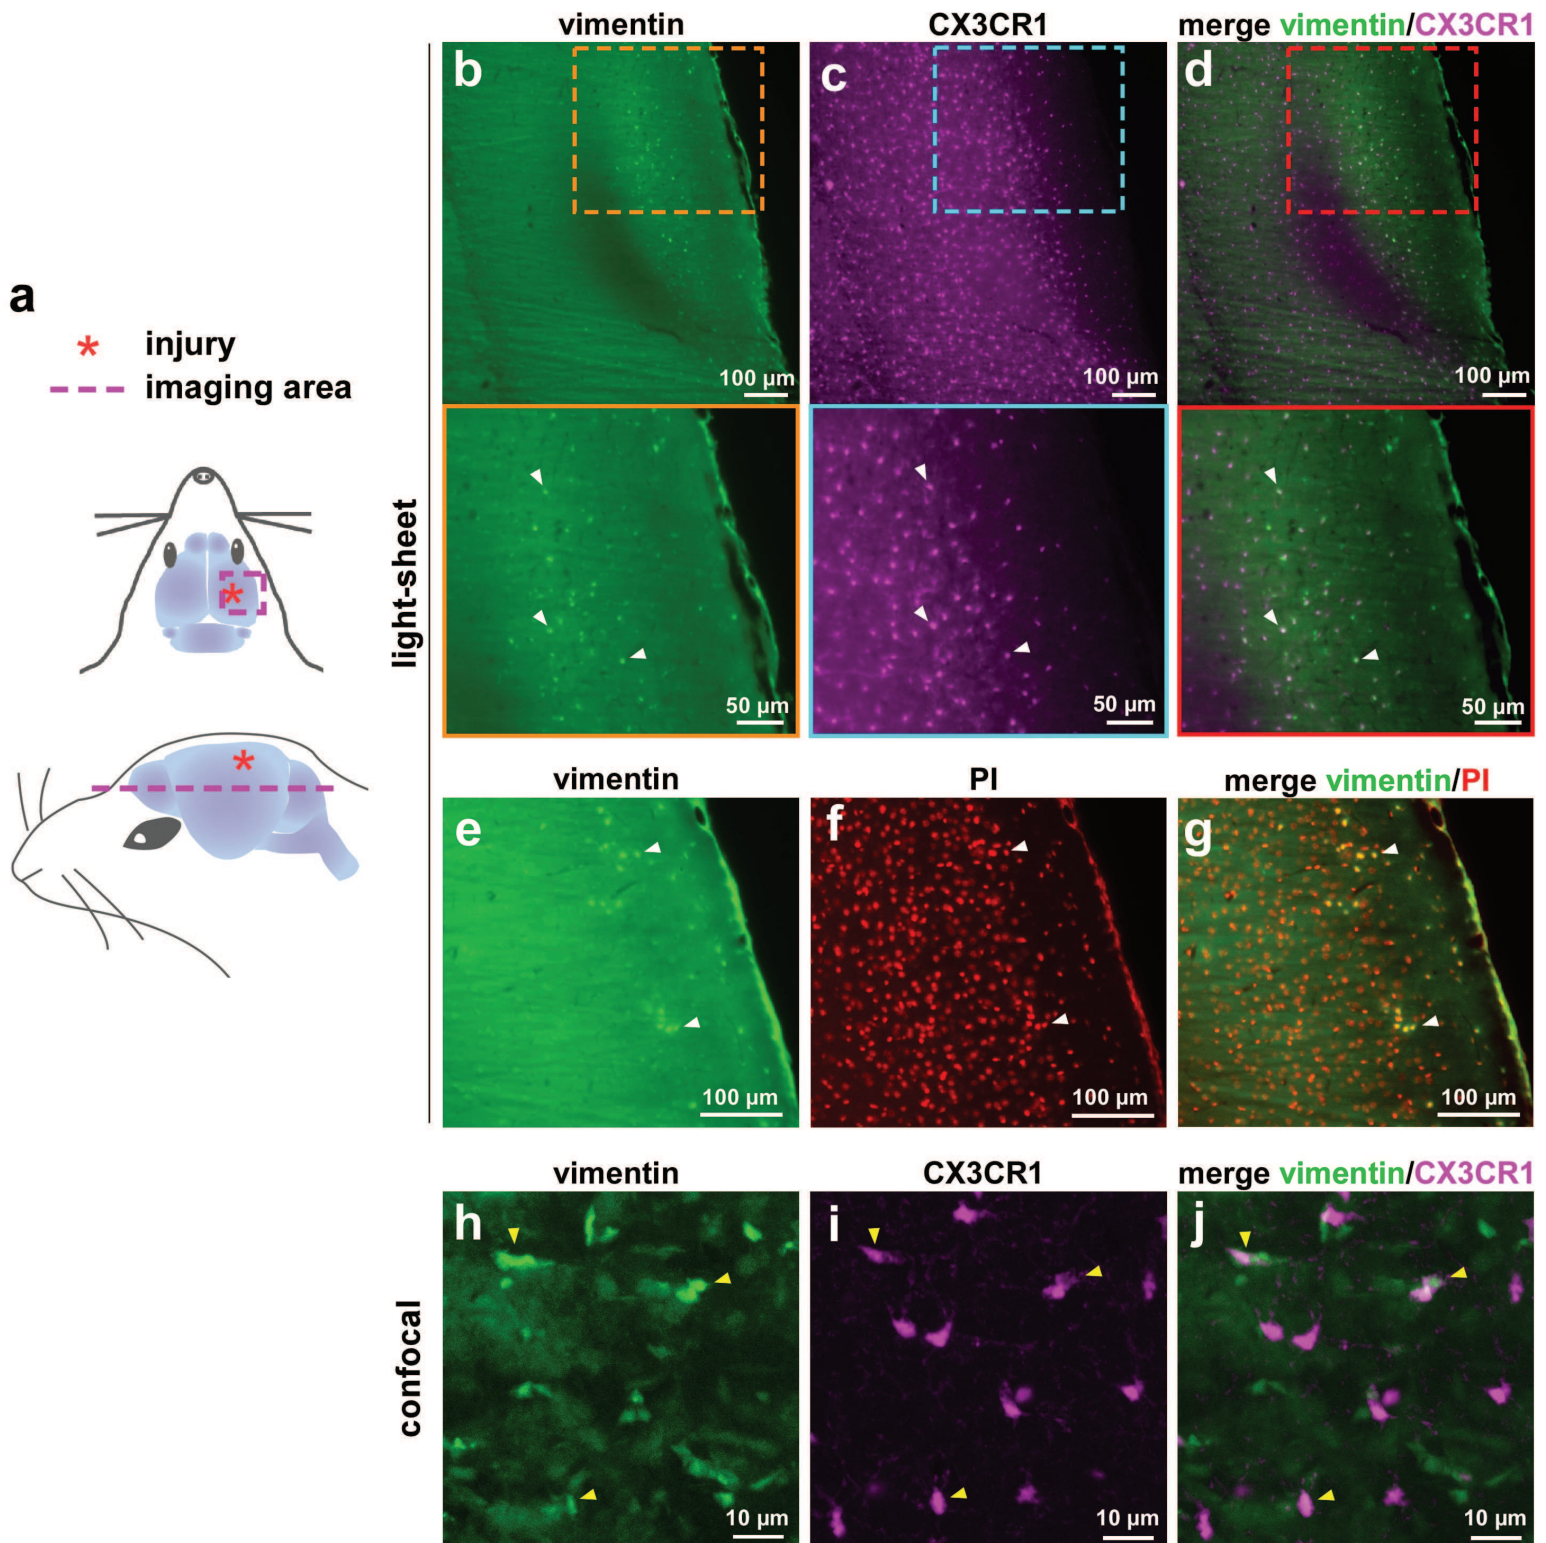 a
* injury
imaging area
light-sheet
vimentin
CX3CR1
merge vimentin/CX3CR1
b
c
d
100 µm
100 µm
100 µm
50 µm
50 µm
50 µm
vimentin
PI
merge vimentin/PI
e
f
g
100 µm
100 µm
100 µm
confocal
vimentin
CX3CR1
merge vimentin/CX3CR1
h
i
j
10 µm
10 µm
10 µm